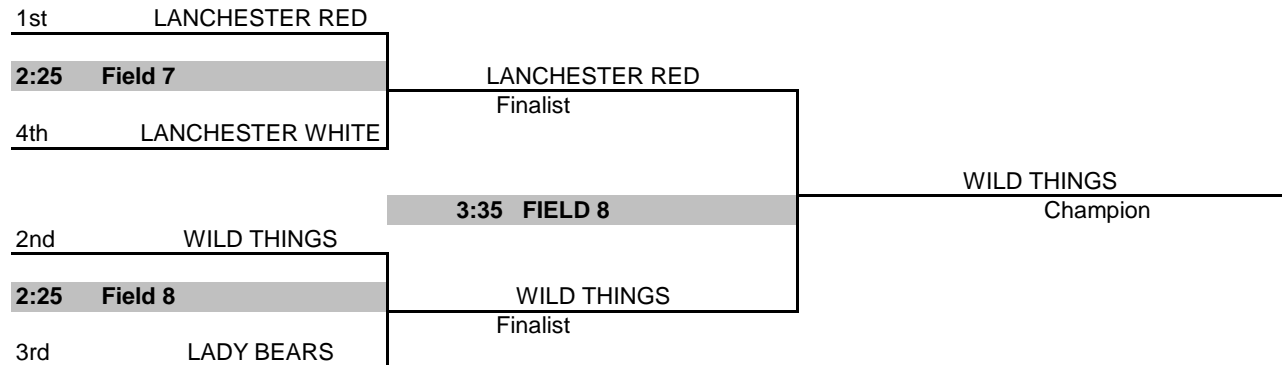 1st LANCHESTER RED
2:25 Field 7
LANCHESTER RED
Finalist
4th LANCHESTER WHITE
WILD THINGS
3:35 FIELD 8
Champion
2nd WILD THINGS
2:25 Field 8
WILD THINGS
Finalist
3rd LADY BEARS